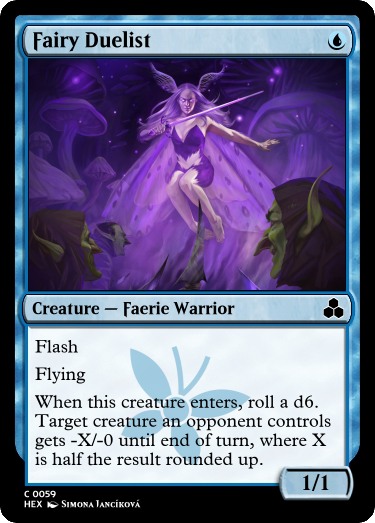 Fairy Duelist
Creature — Faerie Warrior
Flash
Flying
When this creature enters, roll a d6.
Target creature an opponent controls
gets -X/-0 until end of turn, where X
is half the result rounded up.
1/1
C 0059
HEX Simona Jancíková